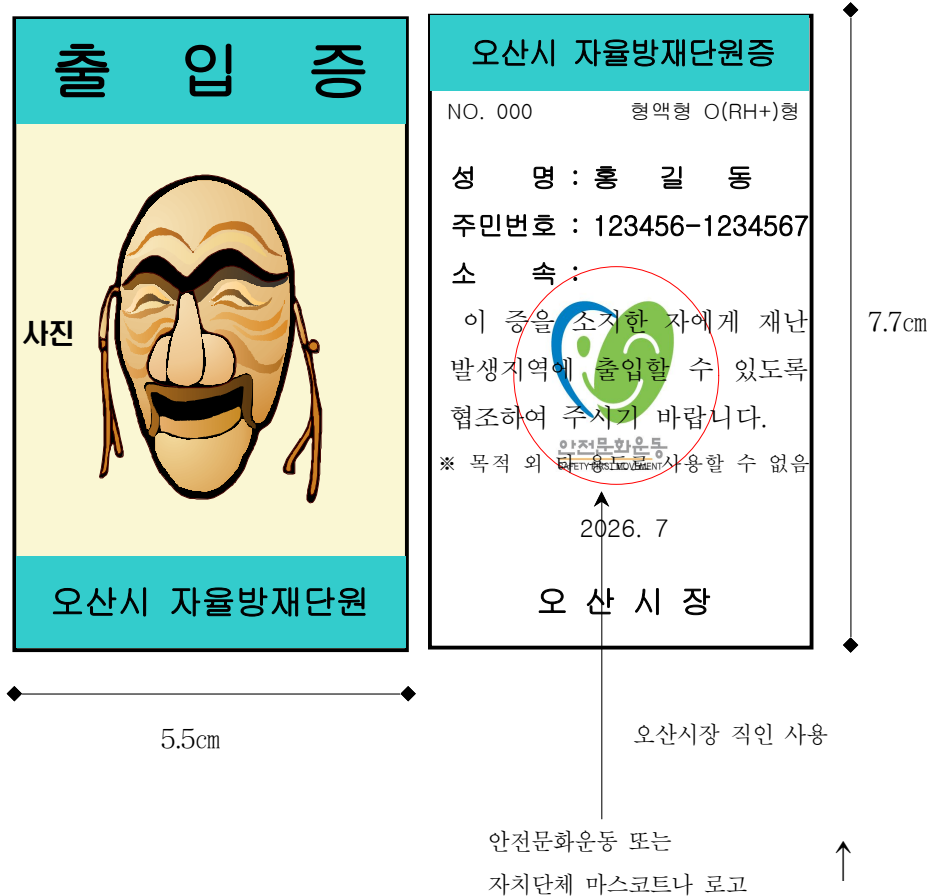 출 입 증
사진
오산시 자율방재단원
5.5㎝
오산시 자율방재단원증
NO. 000 형액형 O(RH+)형
성 명 : 홍 길 동
주민번호 : 123456-1234567
소 속 :
이 증을 소지한 자에게 재난
발생지역에 출입할 수 있도록
협조하여 주시기 바랍니다.
안전문화운동
SAFETY FIRST MOVEMENT
※ 목적 외 타 용도로 사용할 수 없음
2026. 7
오 산 시 장
7.7㎝
오산시장 직인 사용
안전문화운동 또는
자치단체 마스코트나 로고